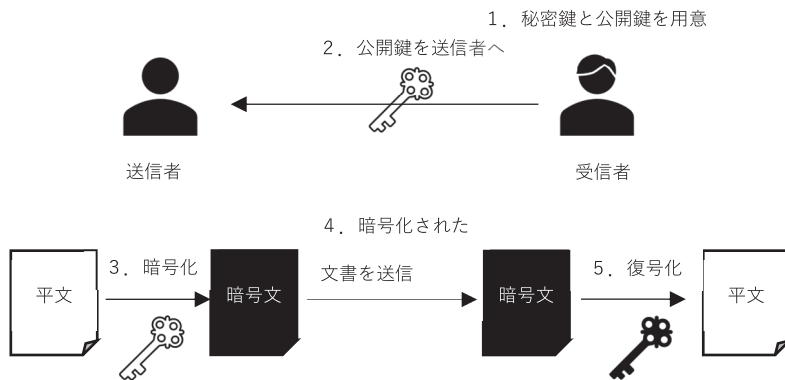 1．秘密鍵と公開鍵を用意
2．公開鍵を送信者へ
送信者
受信者
4．暗号化された
文書を送信
3．暗号化
5．復号化
平文
暗号文
暗号文
平文